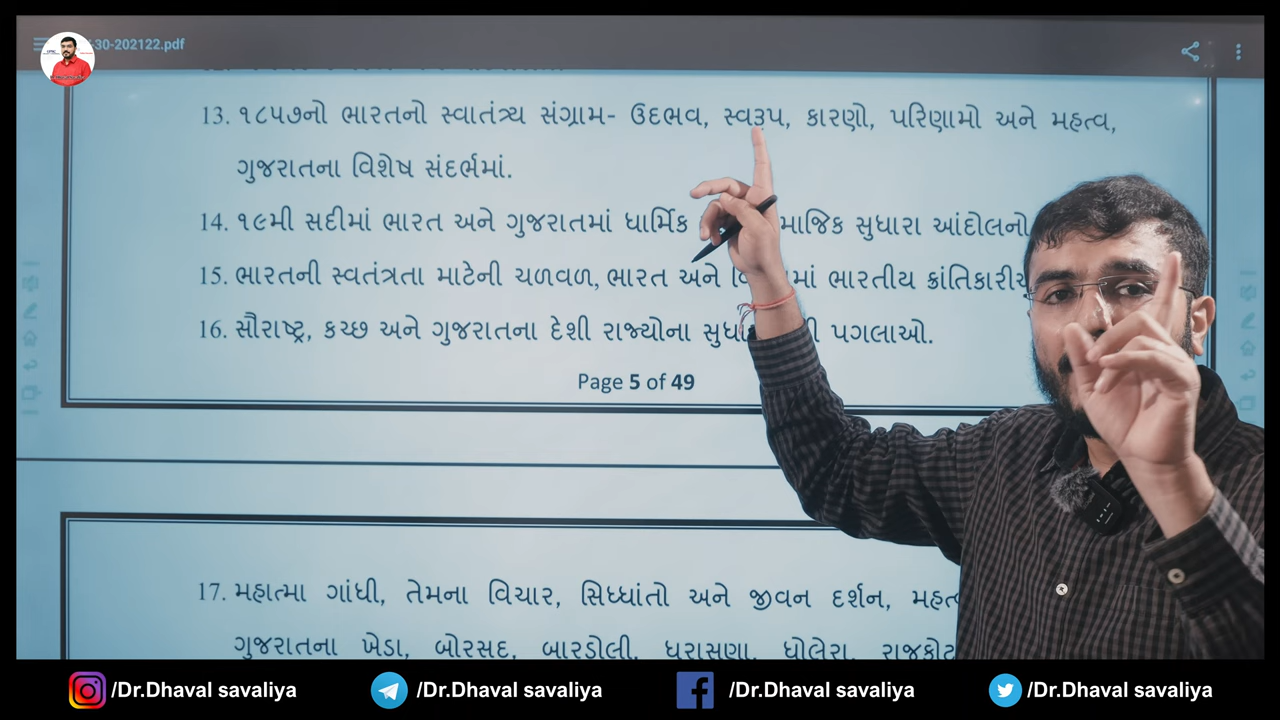 30-202122.pdf
13. ૧૮૫૭નો ભારતનો સ્વાતંત્ર્ય સંગ્રામ- ઉદભવ, સ્વરૂપ, કારણો, પરિણામો અને મહત્વ,
ગુજરાતના વિશેષ સંદર્ભમાં.
14. ૧૯મી સદીમાં ભારત અને ગુજરાતમાં ધાર્મિક માજિક સુધારા આંદોલનો
15. ભારતની સ્વતંત્રતા માટેની ચળવળ, ભારત અને ભારતીય
16. સૌરાષ્ટ્ર, કચ્છ અને ગુજરાતના દેશી રાજ્યોના પગલાઓ.
Page 5 of 49
17. મહાત્મા ગાંધી, તેમના વિચાર, સિધ્ધાંતો અને જીવન દર્શન,
ગુજરાતના ખેડા, બોરસદ, બારડોલી, ધરાસણા, ધોલેરા, રાજકોટ
/Dr.Dhaval savaliya /Dr.Dhaval savaliya /Dr.Dhaval savaliya /Dr.Dhaval savaliya